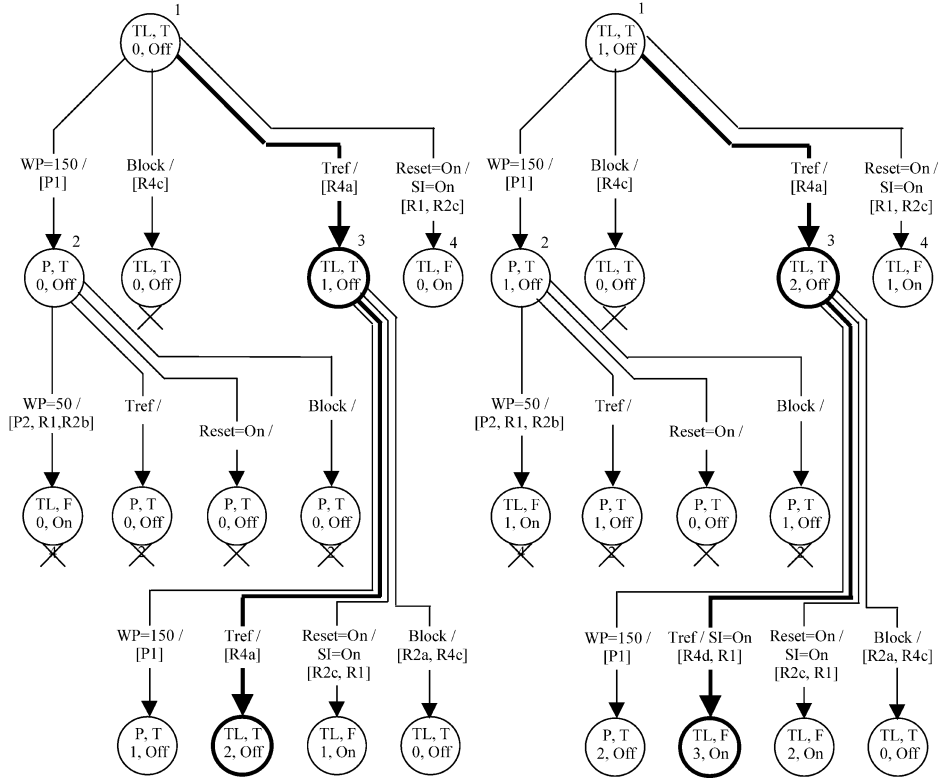 1
TL, T
0, Off
WP=150 /
[P1]
Block /
[R4c]
Tref /
[R4a]
Reset=On /
SI=On
[R1, R2c]
2
P, T
0, Off
TL, T
0, Off
3
TL, T
1, Off
4
TL, F
0, On
WP=50 /
[P2, R1,R2b]
Tref /
Reset=On /
Block /
TL, F
0, On
4
P, T
0, Off
2
P, T
0, Off
P, T
0, Off
2
WP=150 /
[P1]
Tref /
[R4a]
Reset=On /
SI=On
[R2c, R1]
Block /
[R2a, R4c]
P, T
1, Off
TL, T
2, Off
TL, F
1, On
TL, T
0, Off
1
TL, T
1, Off
WP=150 /
[P1]
Block /
[R4c]
Tref /
[R4a]
Reset=On /
SI=On
[R1, R2c]
2
P, T
1, Off
TL, T
0, Off
3
TL, T
2, Off
4
TL, F
1, On
WP=50 /
[P2, R1, R2b]
Tref /
Reset=On /
Block /
TL, F
1, On
4
P, T
1, Off
2
P, T
0, Off
P, T
1, Off
2
WP=150 /
[P1]
Tref / SI=On
[R4d, R1]
Reset=On /
SI=On
[R2c, R1]
Block /
[R2a, R4c]
P, T
2, Off
TL, F
3, On
TL, F
2, On
TL, T
0, Off